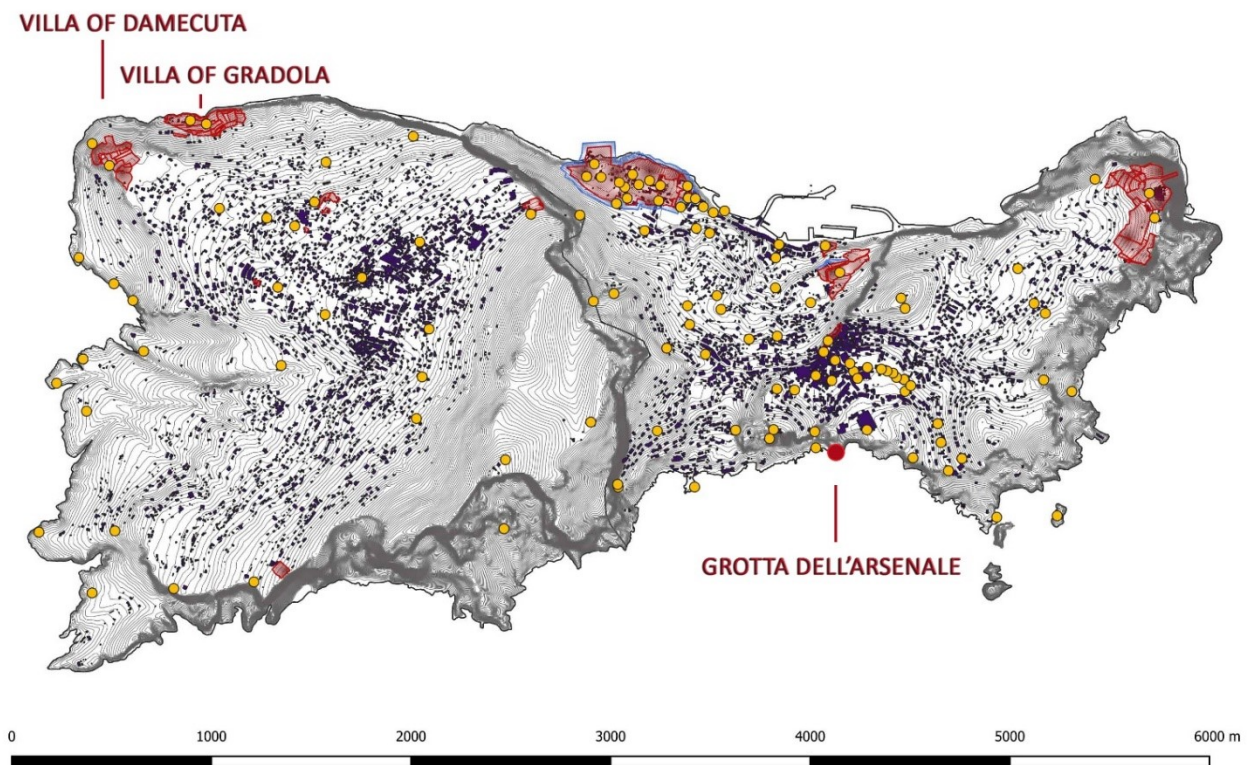 VILLA OF DAMECUTA
VILLA OF GRADOLA
GROTTA DELL'ARSENALE
0 1000 2000 3000 4000 5000 6000 m